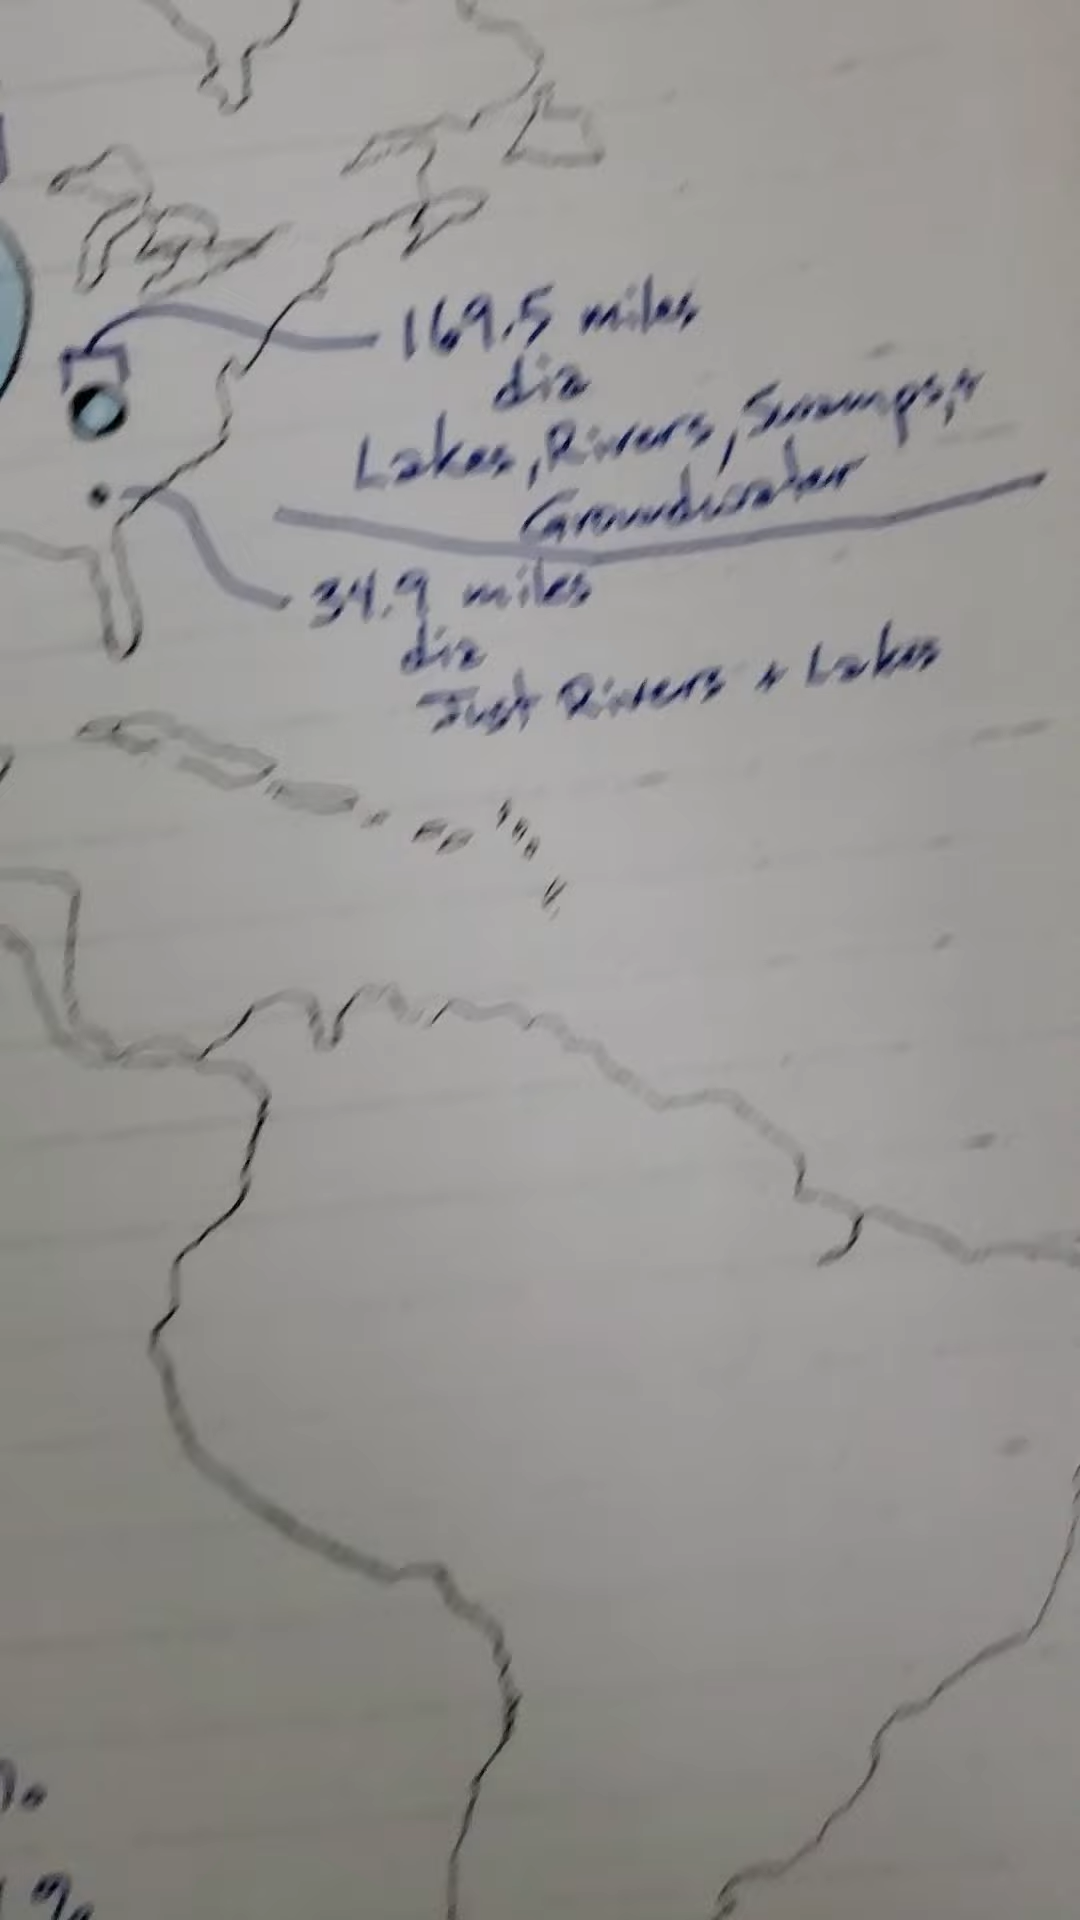 169.5 miles
dia
Lakes, Rivers, Swamps, +
Groundwater
34.9 miles
dia
Just Rivers + Lakes
%
%